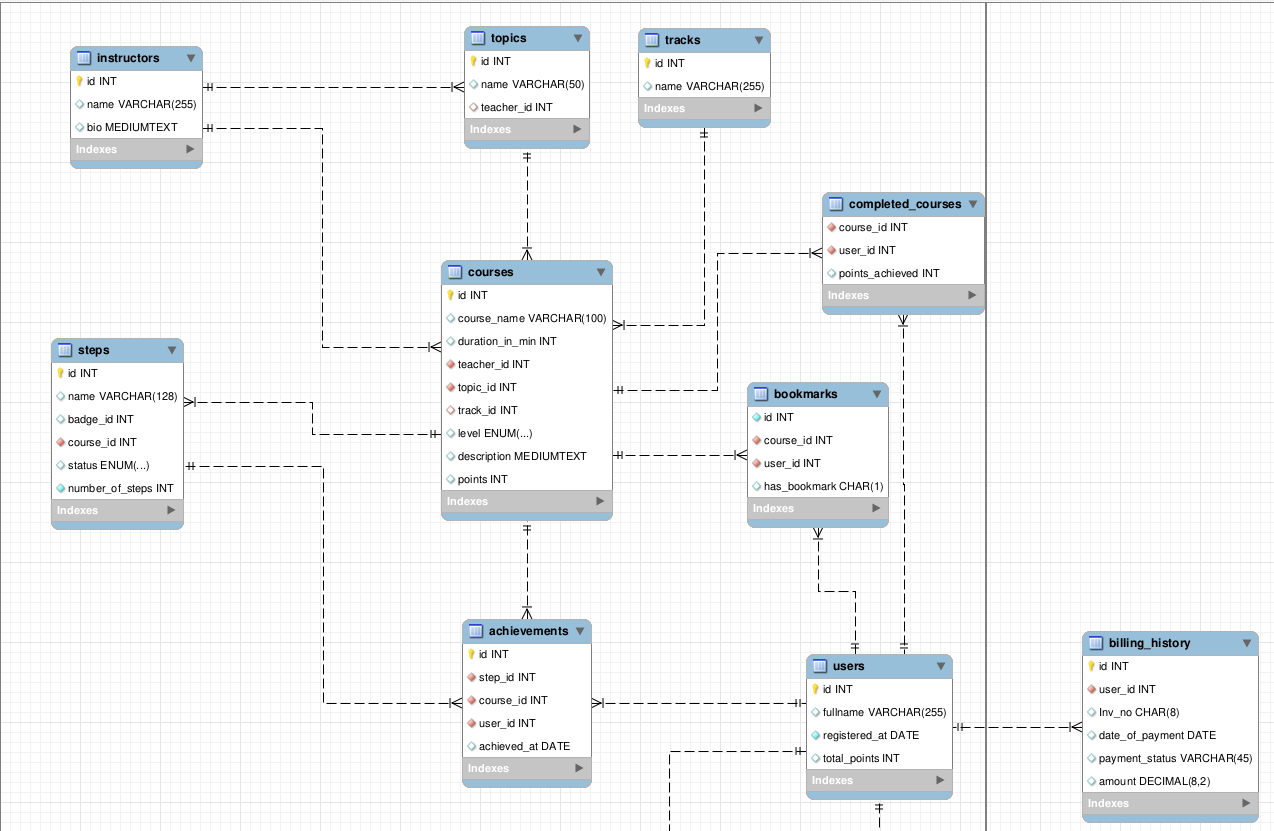 instructors
id INT
name VARCHAR(255)
bio MEDIUMTEXT
Indexes
topics
id INT
name VARCHAR(50)
teacher_id INT
Indexes
tracks
id INT
name VARCHAR(255)
Indexes
completed_courses
course_id INT
user_id INT
points_achieved INT
Indexes
courses
id INT
course_name VARCHAR(100)
duration_in_min INT
teacher_id INT
topic_id INT
track_id INT
level ENUM(...)
description MEDIUMTEXT
points INT
Indexes
steps
id INT
name VARCHAR(128)
badge_id INT
course_id INT
status ENUM(...)
number_of_steps INT
Indexes
bookmarks
id INT
course_id INT
user_id INT
has_bookmark CHAR(1)
Indexes
achievements
id INT
step_id INT
course_id INT
user_id INT
achieved_at DATE
Indexes
users
id INT
fullname VARCHAR(255)
registered_at DATE
total_points INT
Indexes
billing_history
id INT
user_id INT
Inv_no CHAR(8)
date_of_payment DATE
payment_status VARCHAR(45)
amount DECIMAL(8,2)
Indexes